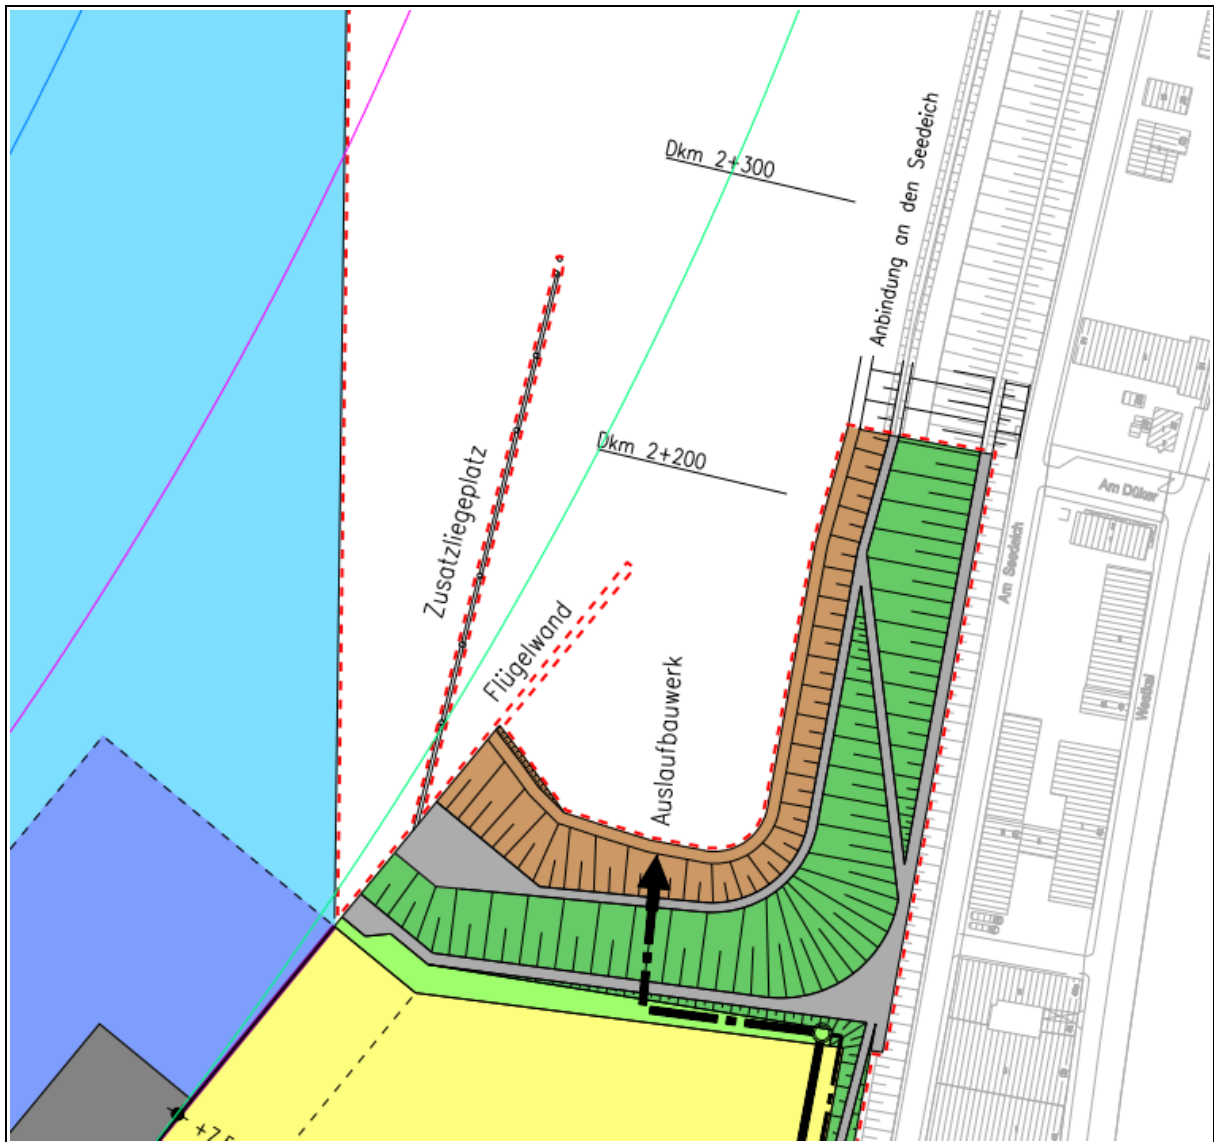 Dkm 2+300
Anbindung an den Seedeich
Dkm 2+200
Zusatzliegeplatz
Am Düker
Am Seedeich
Flügelwand
Auslaufbauwerk
Westkai